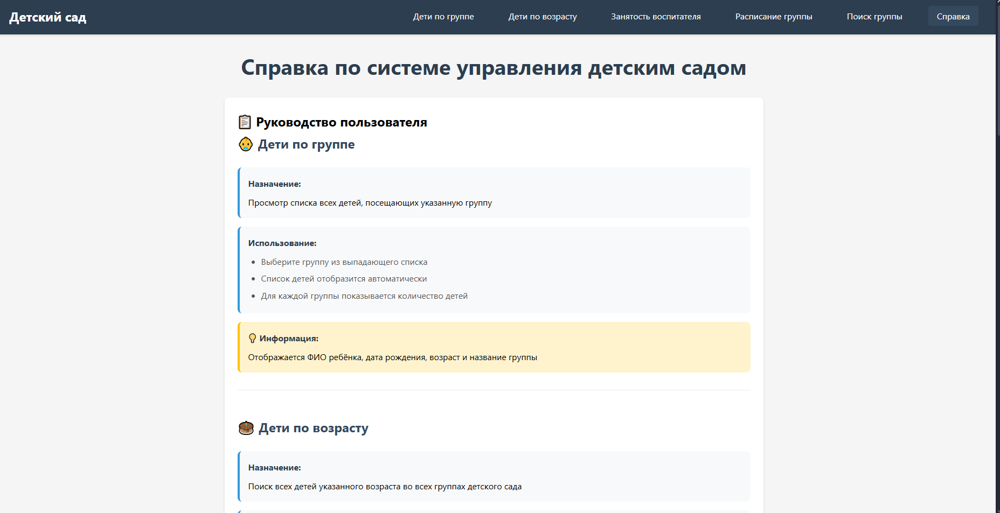 Детский сад
Дети по группе
Дети по возрасту
Занятость воспитателя
Расписание группы
Поиск группы
Справка
Справка по системе управления детским садом
📋 Руководство пользователя
👶 Дети по группе
Назначение:
Просмотр списка всех детей, посещающих указанную группу
Использование:
• Выберите группу из выпадающего списка
• Список детей отобразится автоматически
• Для каждой группы показывается количество детей
💡 Информация:
Отображается ФИО ребёнка, дата рождения, возраст и название группы
🎂 Дети по возрасту
Назначение:
Поиск всех детей указанного возраста во всех группах детского сада